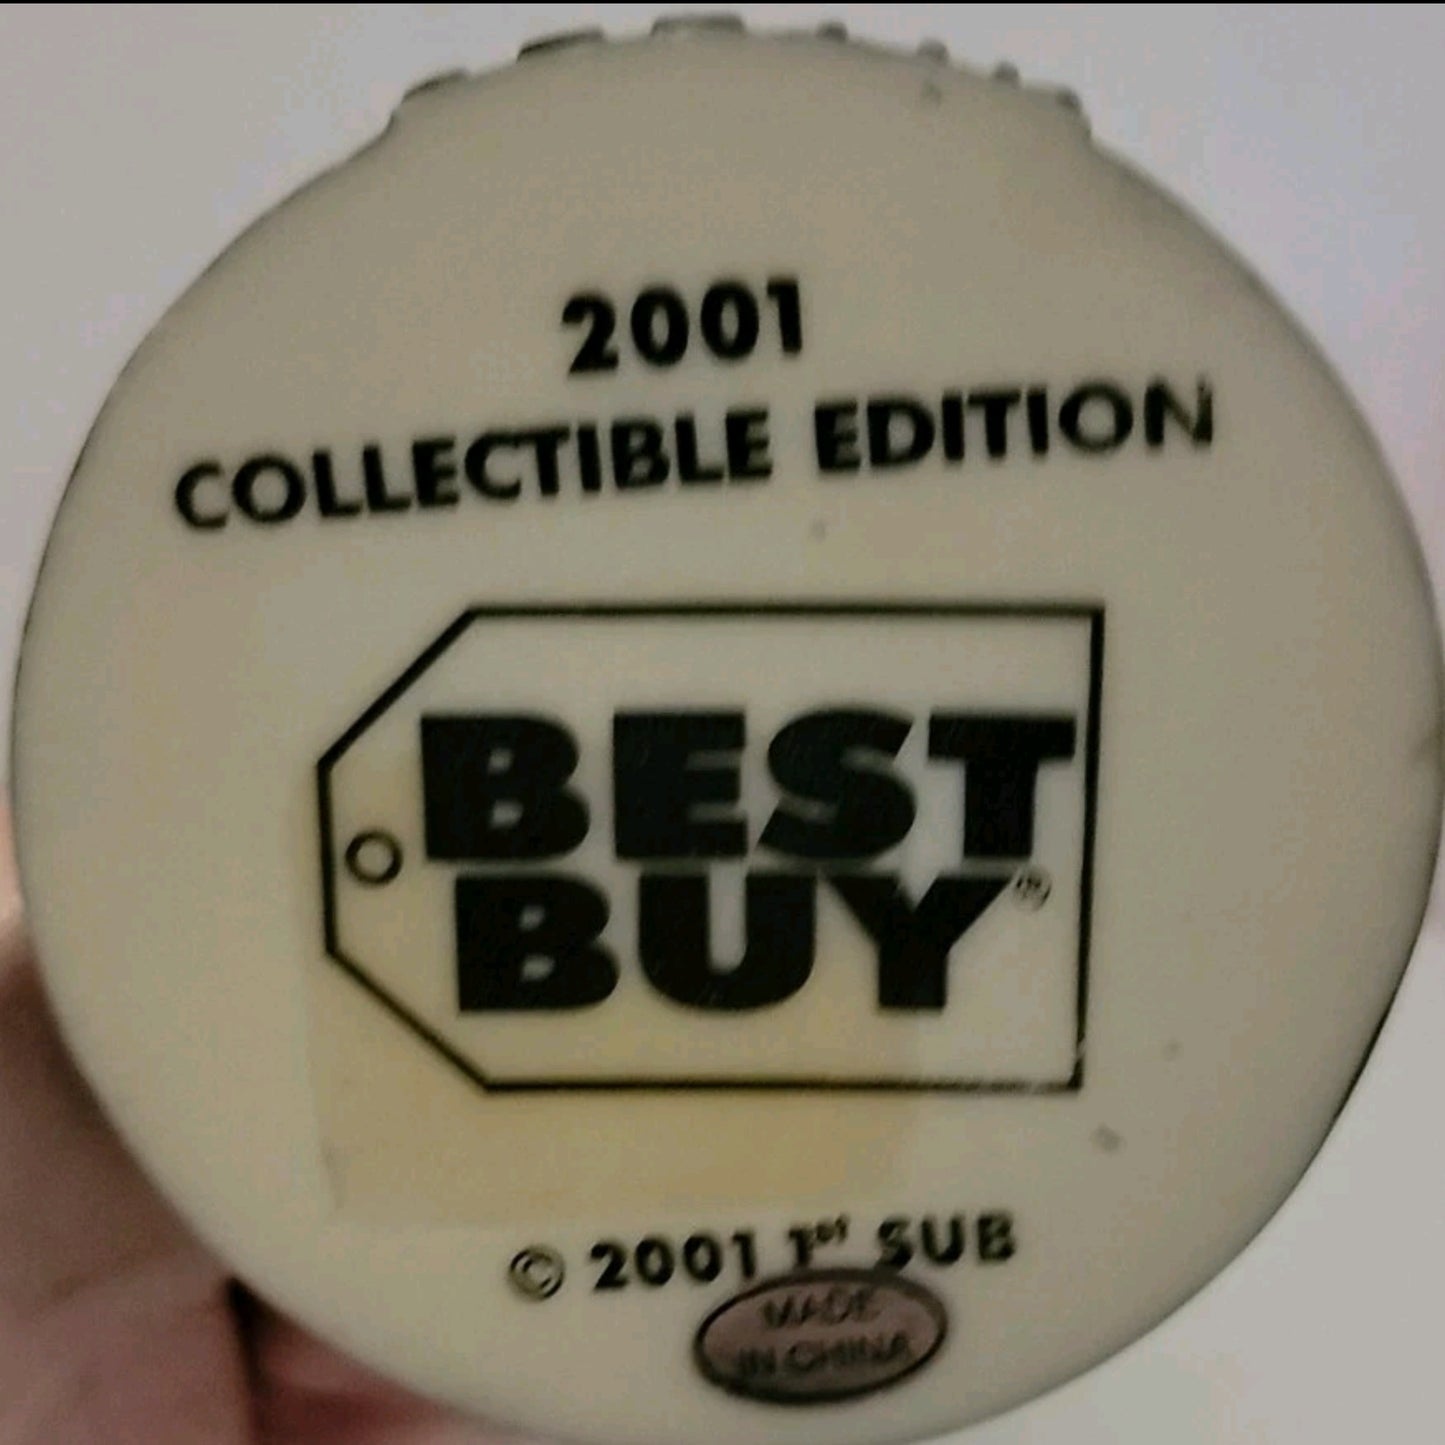 2001
COLLECTIBLE EDITION
BEST
BUY®
© 2001 1st SUB
MADE
IN CHINA